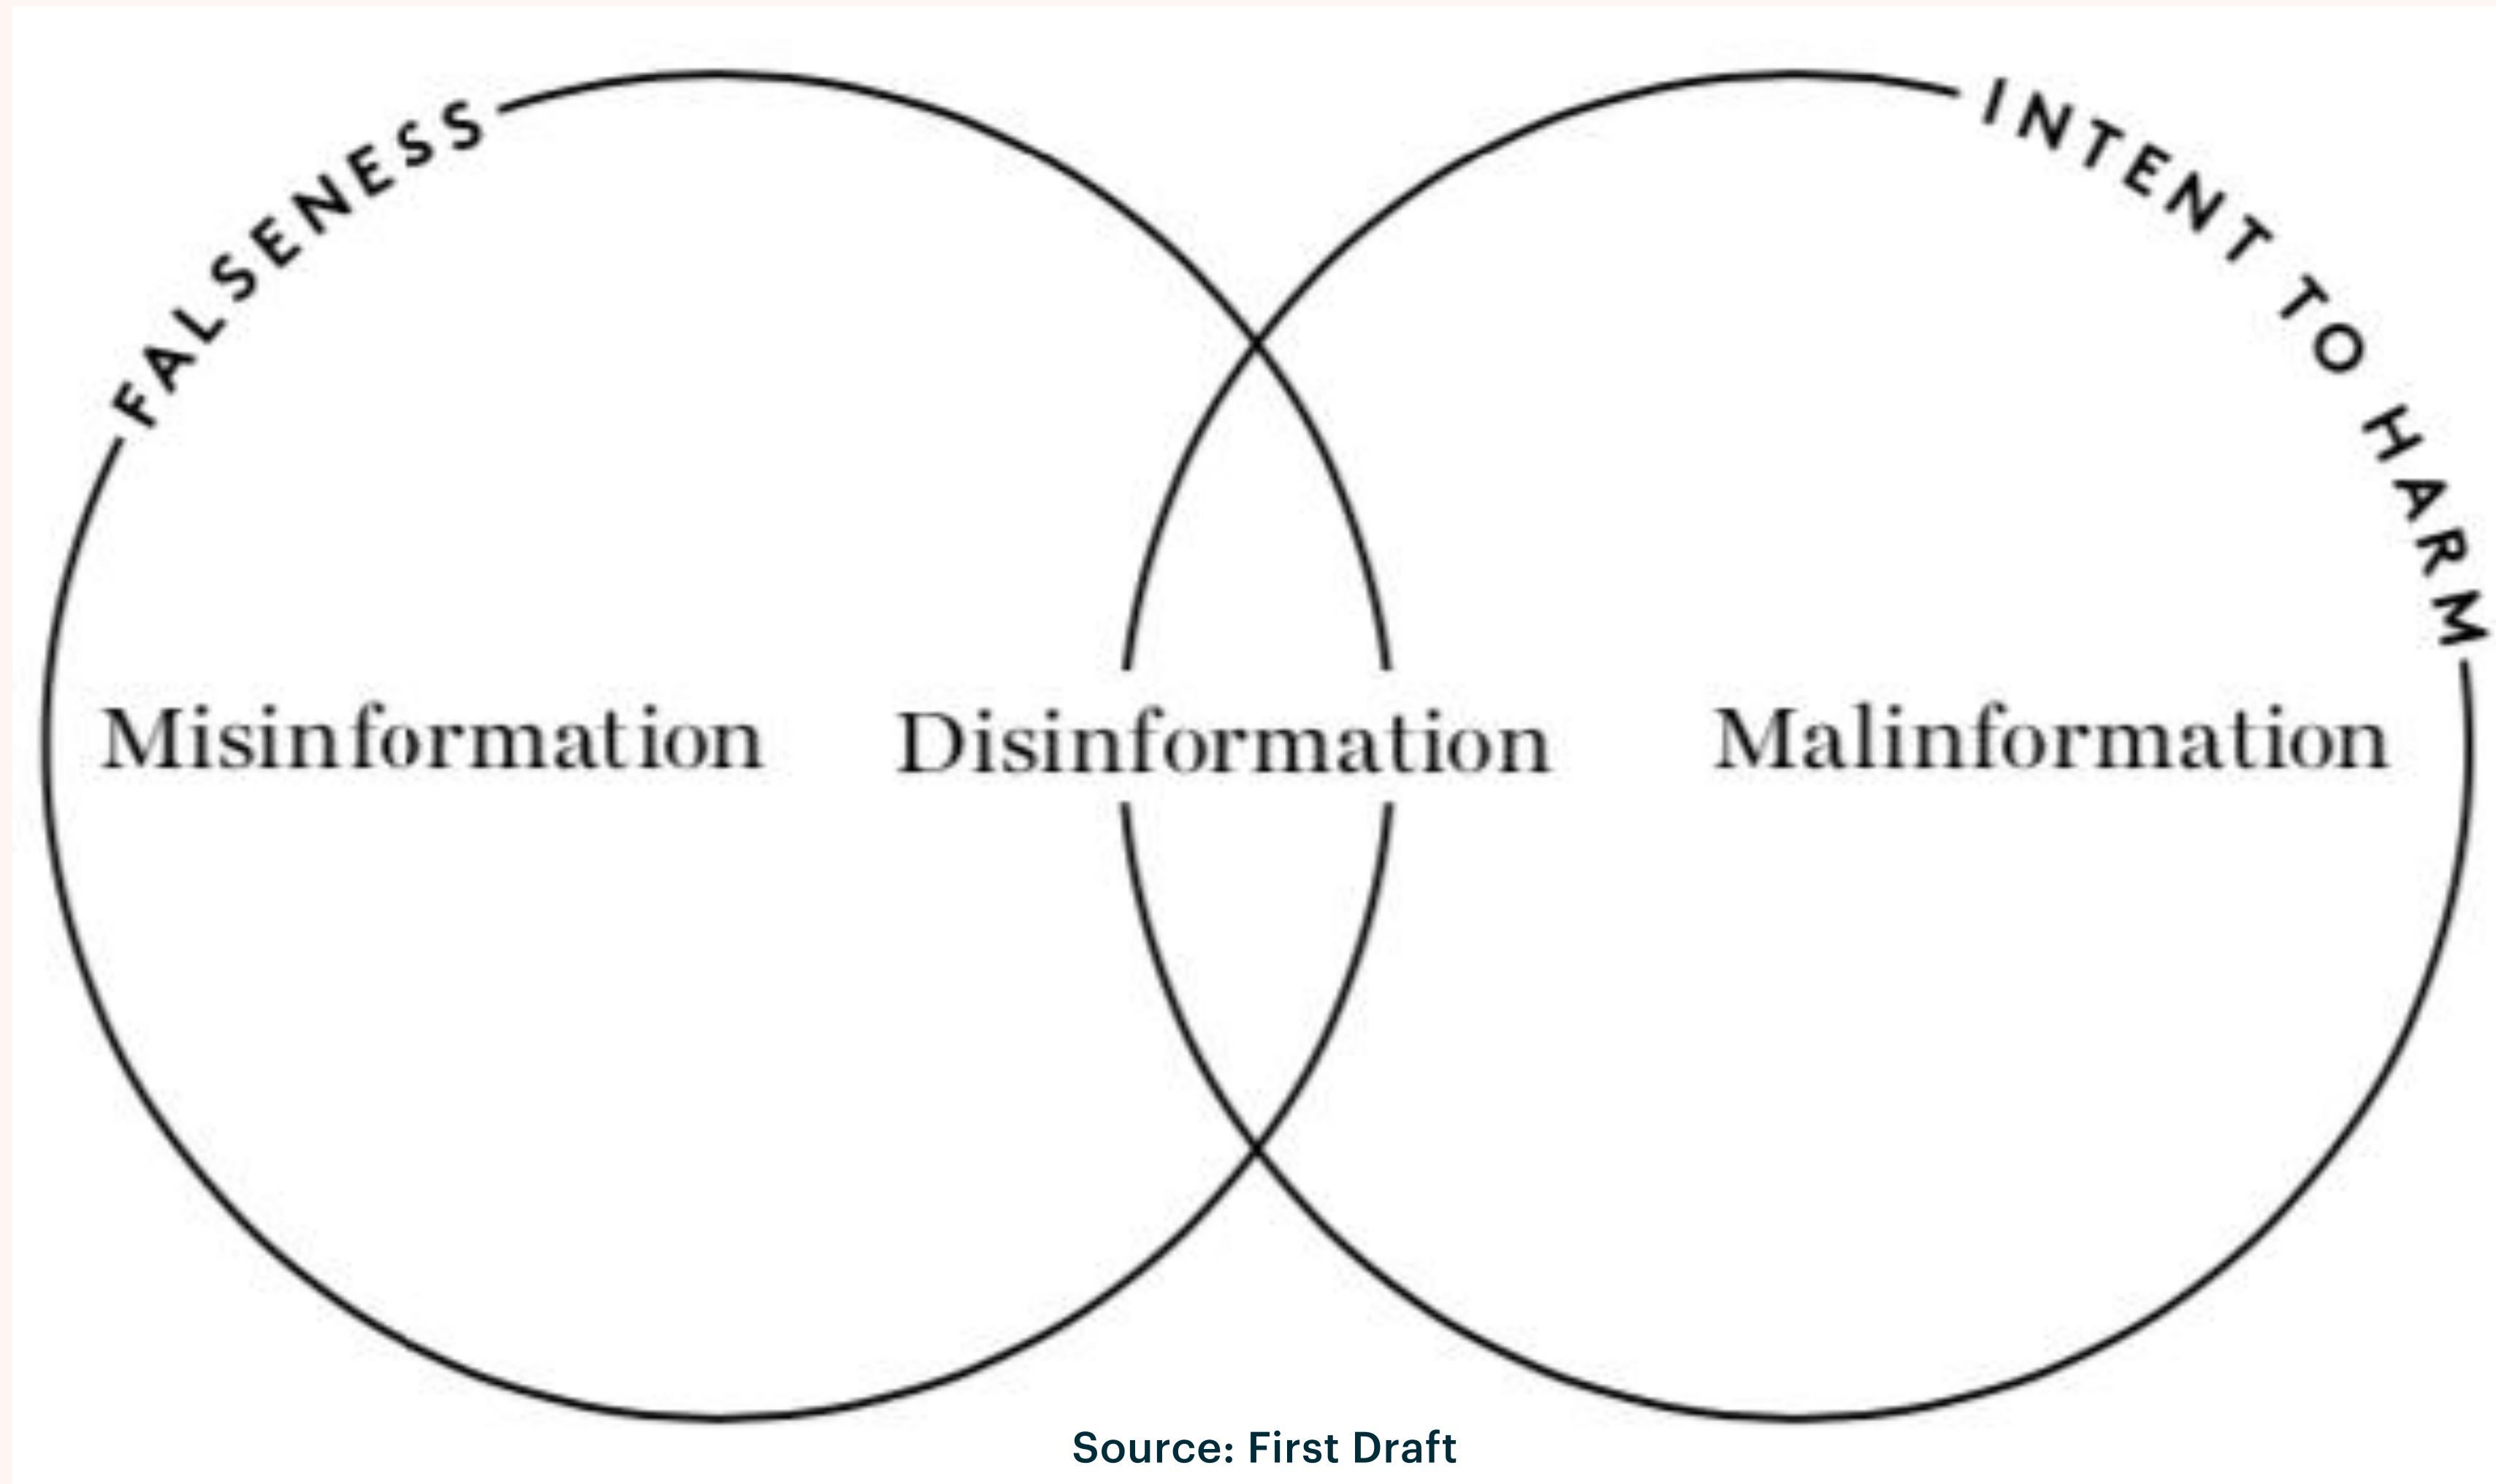 FALSENESS
INTENT TO HARM
Misinformation
Disinformation
Malinformation
Source: First Draft